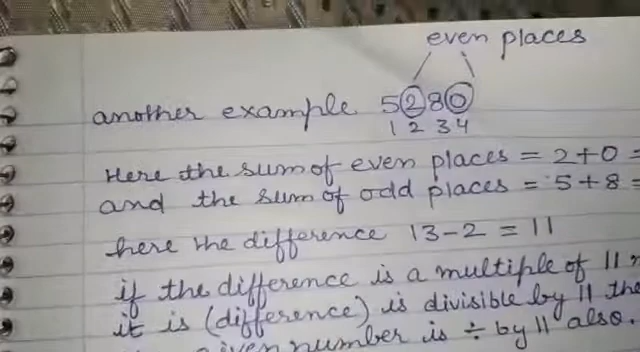 even places
another example 5280
1 2 3 4
Here the sum of even places = 2+0 =
and the sum of odd places = 5+8 =
here the difference 13-2 = 11
if the difference is a multiple of 11
it is (difference) is divisible by 11 the
given number is ÷ by 11 also.